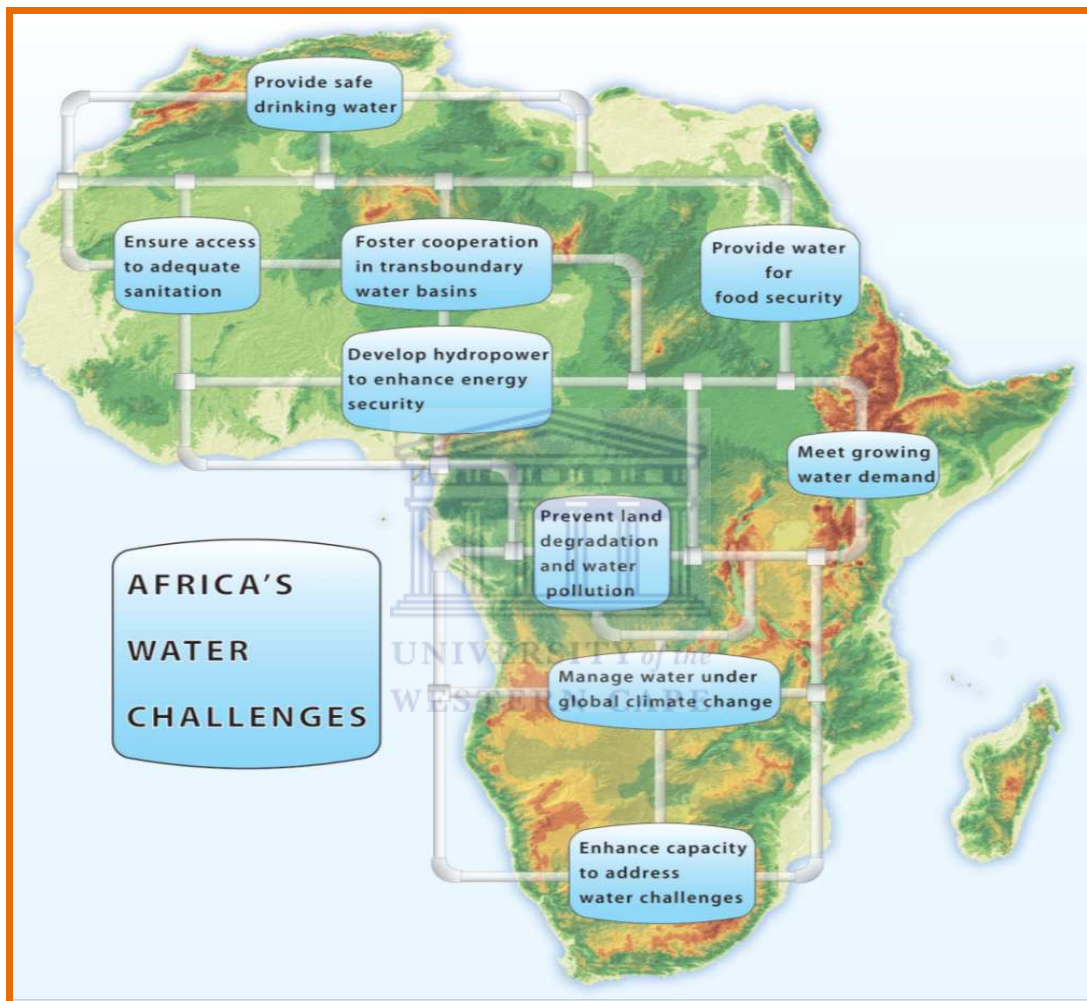 Provide safe
drinking water
Ensure access
to adequate
sanitation
Foster cooperation
in transboundary
water basins
Provide water
for
food security
Develop hydropower
to enhance energy
security
Meet growing
water demand
Prevent land
degradation
and water
pollution
AFRICA'S
WATER
CHALLENGES
UNIVERSITY of the
WESTERN CAPE
Manage water under
global climate change
Enhance capacity
to address
water challenges